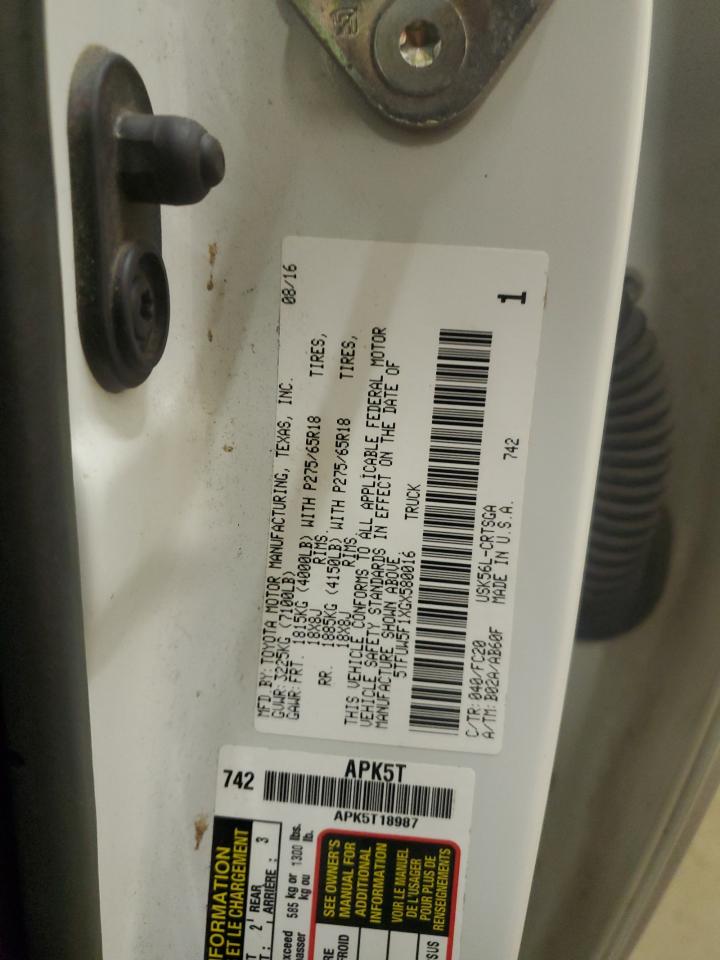 MFD BY: TOYOTA MOTOR MANUFACTURING, TEXAS, INC. 08/16
GVWR: 3225KG (7100LB)
GAWR: FRT. 1815KG (4000LB) WITH P275/65R18 TIRES,
18X8J RIMS.
RR. 1885KG (4150LB) WITH P275/65R18 TIRES,
18X8J RIMS
THIS VEHICLE CONFORMS TO ALL APPLICABLE FEDERAL MOTOR
VEHICLE SAFETY STANDARDS IN EFFECT ON THE DATE OF
MANUFACTURE SHOWN ABOVE.
5TFUW5F1XGX580016 TRUCK
C/TR: 040/FC20 USK56L-CRTSGA 742
A/TM: B02A/AB60F MADE IN U.S.A.
1
742
APK5T
APK5T18987
FORMATION
ET LE CHARGEMENT
2 REAR
ARRIÈRE : 3
585 kg or 1300 lbs.
kg ou lb.
SEE OWNER'S
MANUAL FOR
ADDITIONAL
INFORMATION
VOIR LE MANUEL
DE L'USAGER
POUR PLUS DE
RENSEIGNEMENTS